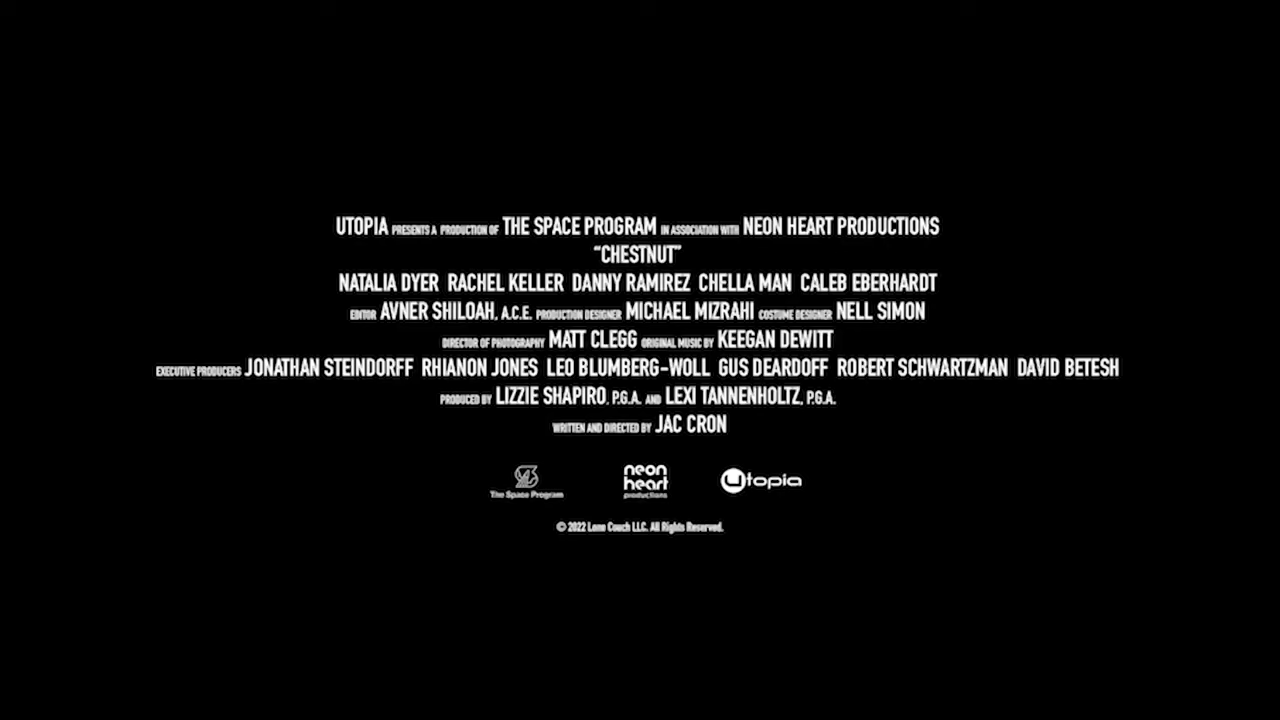 UTOPIA PRESENTS A PRODUCTION OF THE SPACE PROGRAM IN ASSOCIATION WITH NEON HEART PRODUCTIONS
“CHESTNUT”
NATALIA DYER RACHEL KELLER DANNY RAMIREZ CHELLA MAN CALEB EBERHARDT
EDITOR AVNER SHILOAH, A.C.E. PRODUCTION DESIGNER MICHAEL MIZRAHI COSTUME DESIGNER NELL SIMON
DIRECTOR OF PHOTOGRAPHY MATT CLEGG ORIGINAL MUSIC BY KEEGAN DEWITT
EXECUTIVE PRODUCERS JONATHAN STEINDORFF RHIANON JONES LEO BLUMBERG-WOLL GUS DEARDOFF ROBERT SCHWARTZMAN DAVID BETESH
PRODUCED BY LIZZIE SHAPIRO, P.G.A. AND LEXI TANNENHOLTZ, P.G.A.
WRITTEN AND DIRECTED BY JAC CRON
The Space Program
neon
heart
productions
utopia
© 2022 Lone Couch LLC. All Rights Reserved.